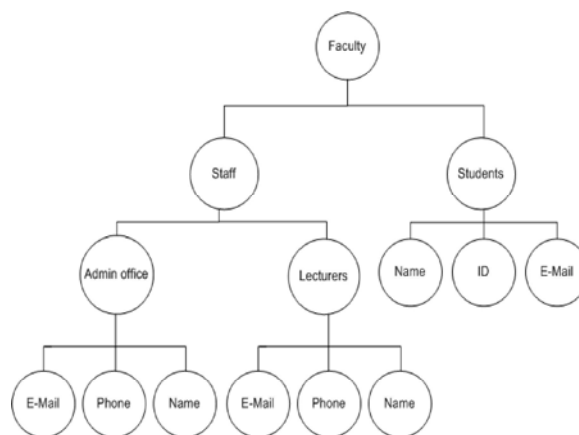 Faculty
Staff
Students
Admin office
Lecturers
Name
ID
E-Mail
E-Mail
Phone
Name
E-Mail
Phone
Name